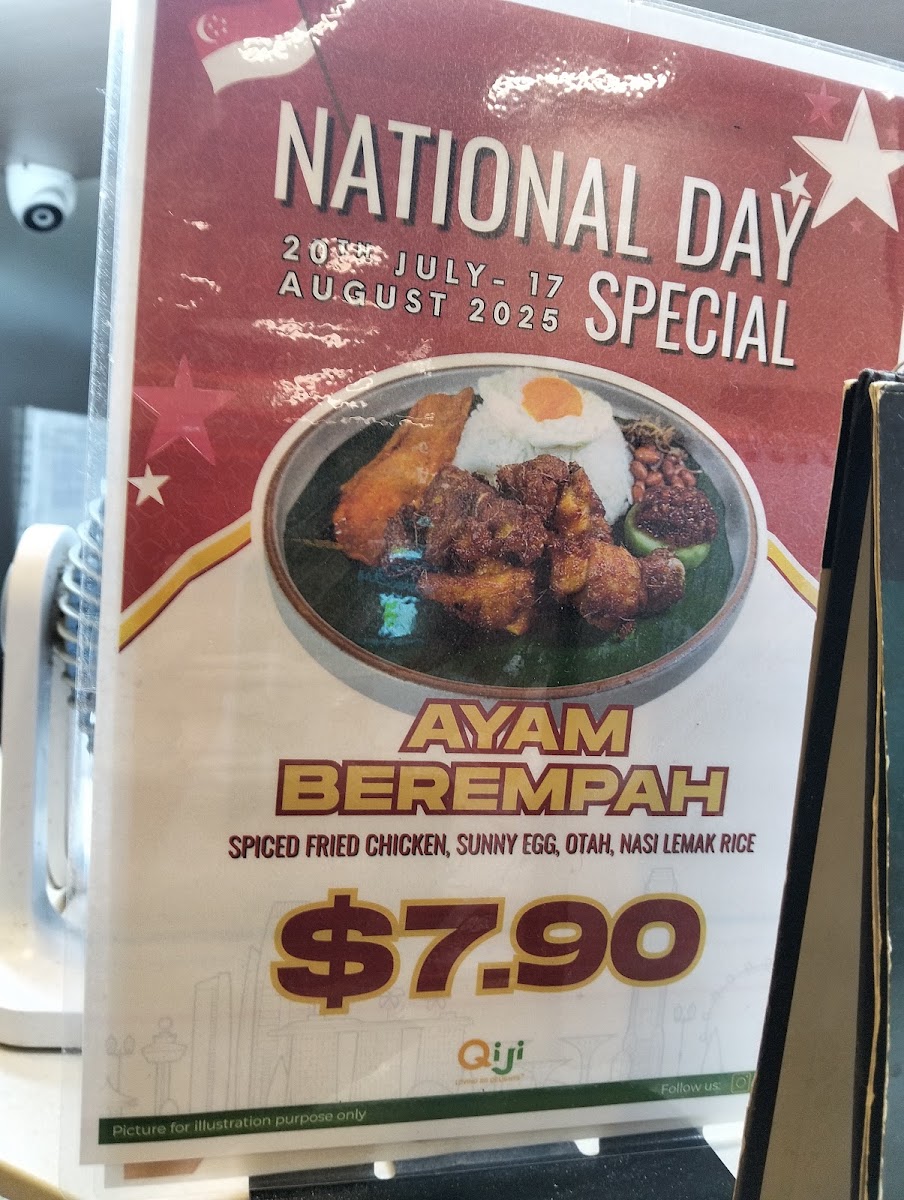 NATIONAL DAY
SPECIAL
20TH JULY- 17
AUGUST 2025
AYAM
BEREMPAH
SPICED FRIED CHICKEN, SUNNY EGG, OTAH, NASI LEMAK RICE
$7.90
QiJi
Follow us:
Picture for illustration purpose only